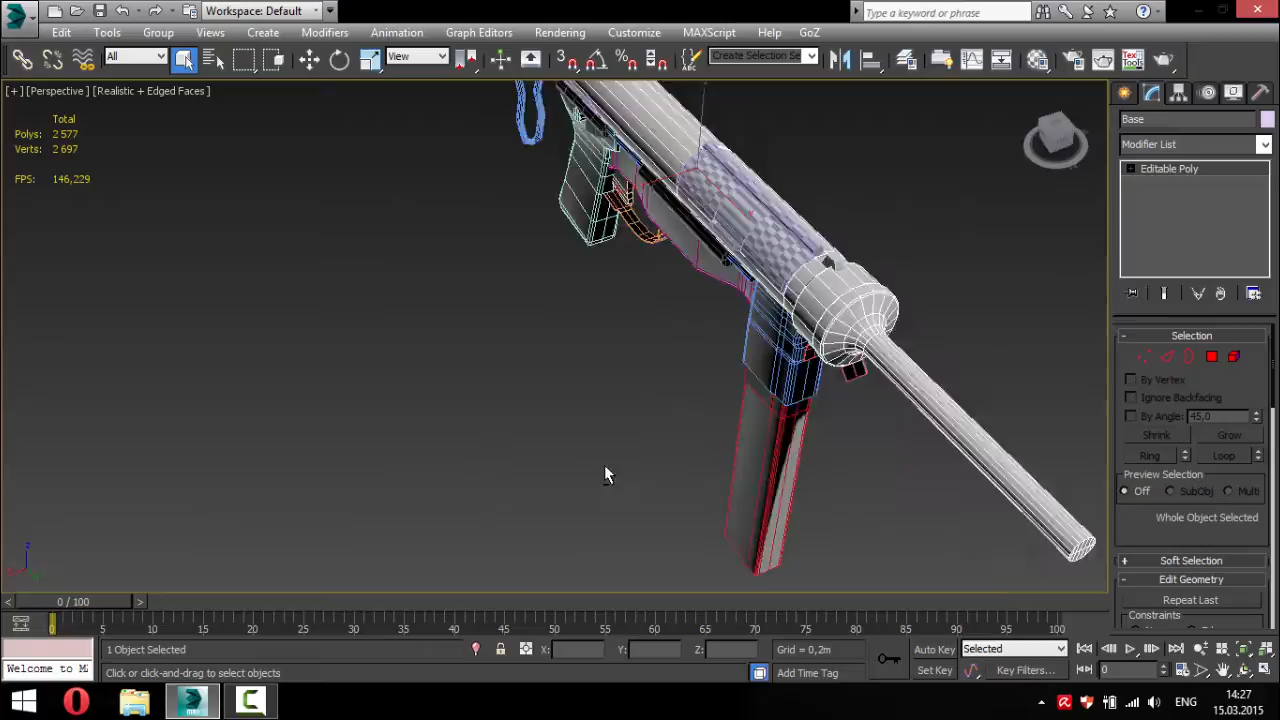 Workspace: Default
Type a keyword or phrase
Edit Tools Group Views Create Modifiers Animation Graph Editors Rendering Customize MAXScript Help GoZ
All
View
Create Selection Se
Tex
Tools
[+] [Perspective] [Realistic + Edged Faces]
Total
Polys: 2 577
Verts: 2 697
FPS: 146,229
Base
Modifier List
Editable Poly
Selection
By Vertex
Ignore Backfacing
By Angle: 45,0
Shrink Grow
Ring Loop
Preview Selection
Off SubObj Multi
Whole Object Selected
Soft Selection
Edit Geometry
Repeat Last
Constraints
0 / 100
0 5 10 15 20 25 30 35 40 45 50 55 60 65 70 75 80 85 90 95 100
1 Object Selected
X: Y: Z: Grid = 0,2m
Auto Key Selected
Welcome to M
Click or click-and-drag to select objects
Add Time Tag
Set Key Key Filters... 0
ENG
14:27
15.03.2015